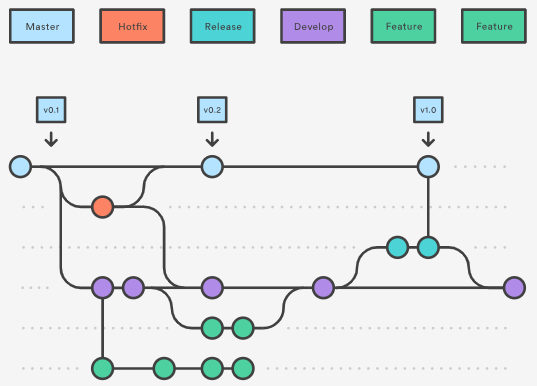 Master
Hotfix
Release
Develop
Feature
Feature
v0.1
v0.2
v1.0